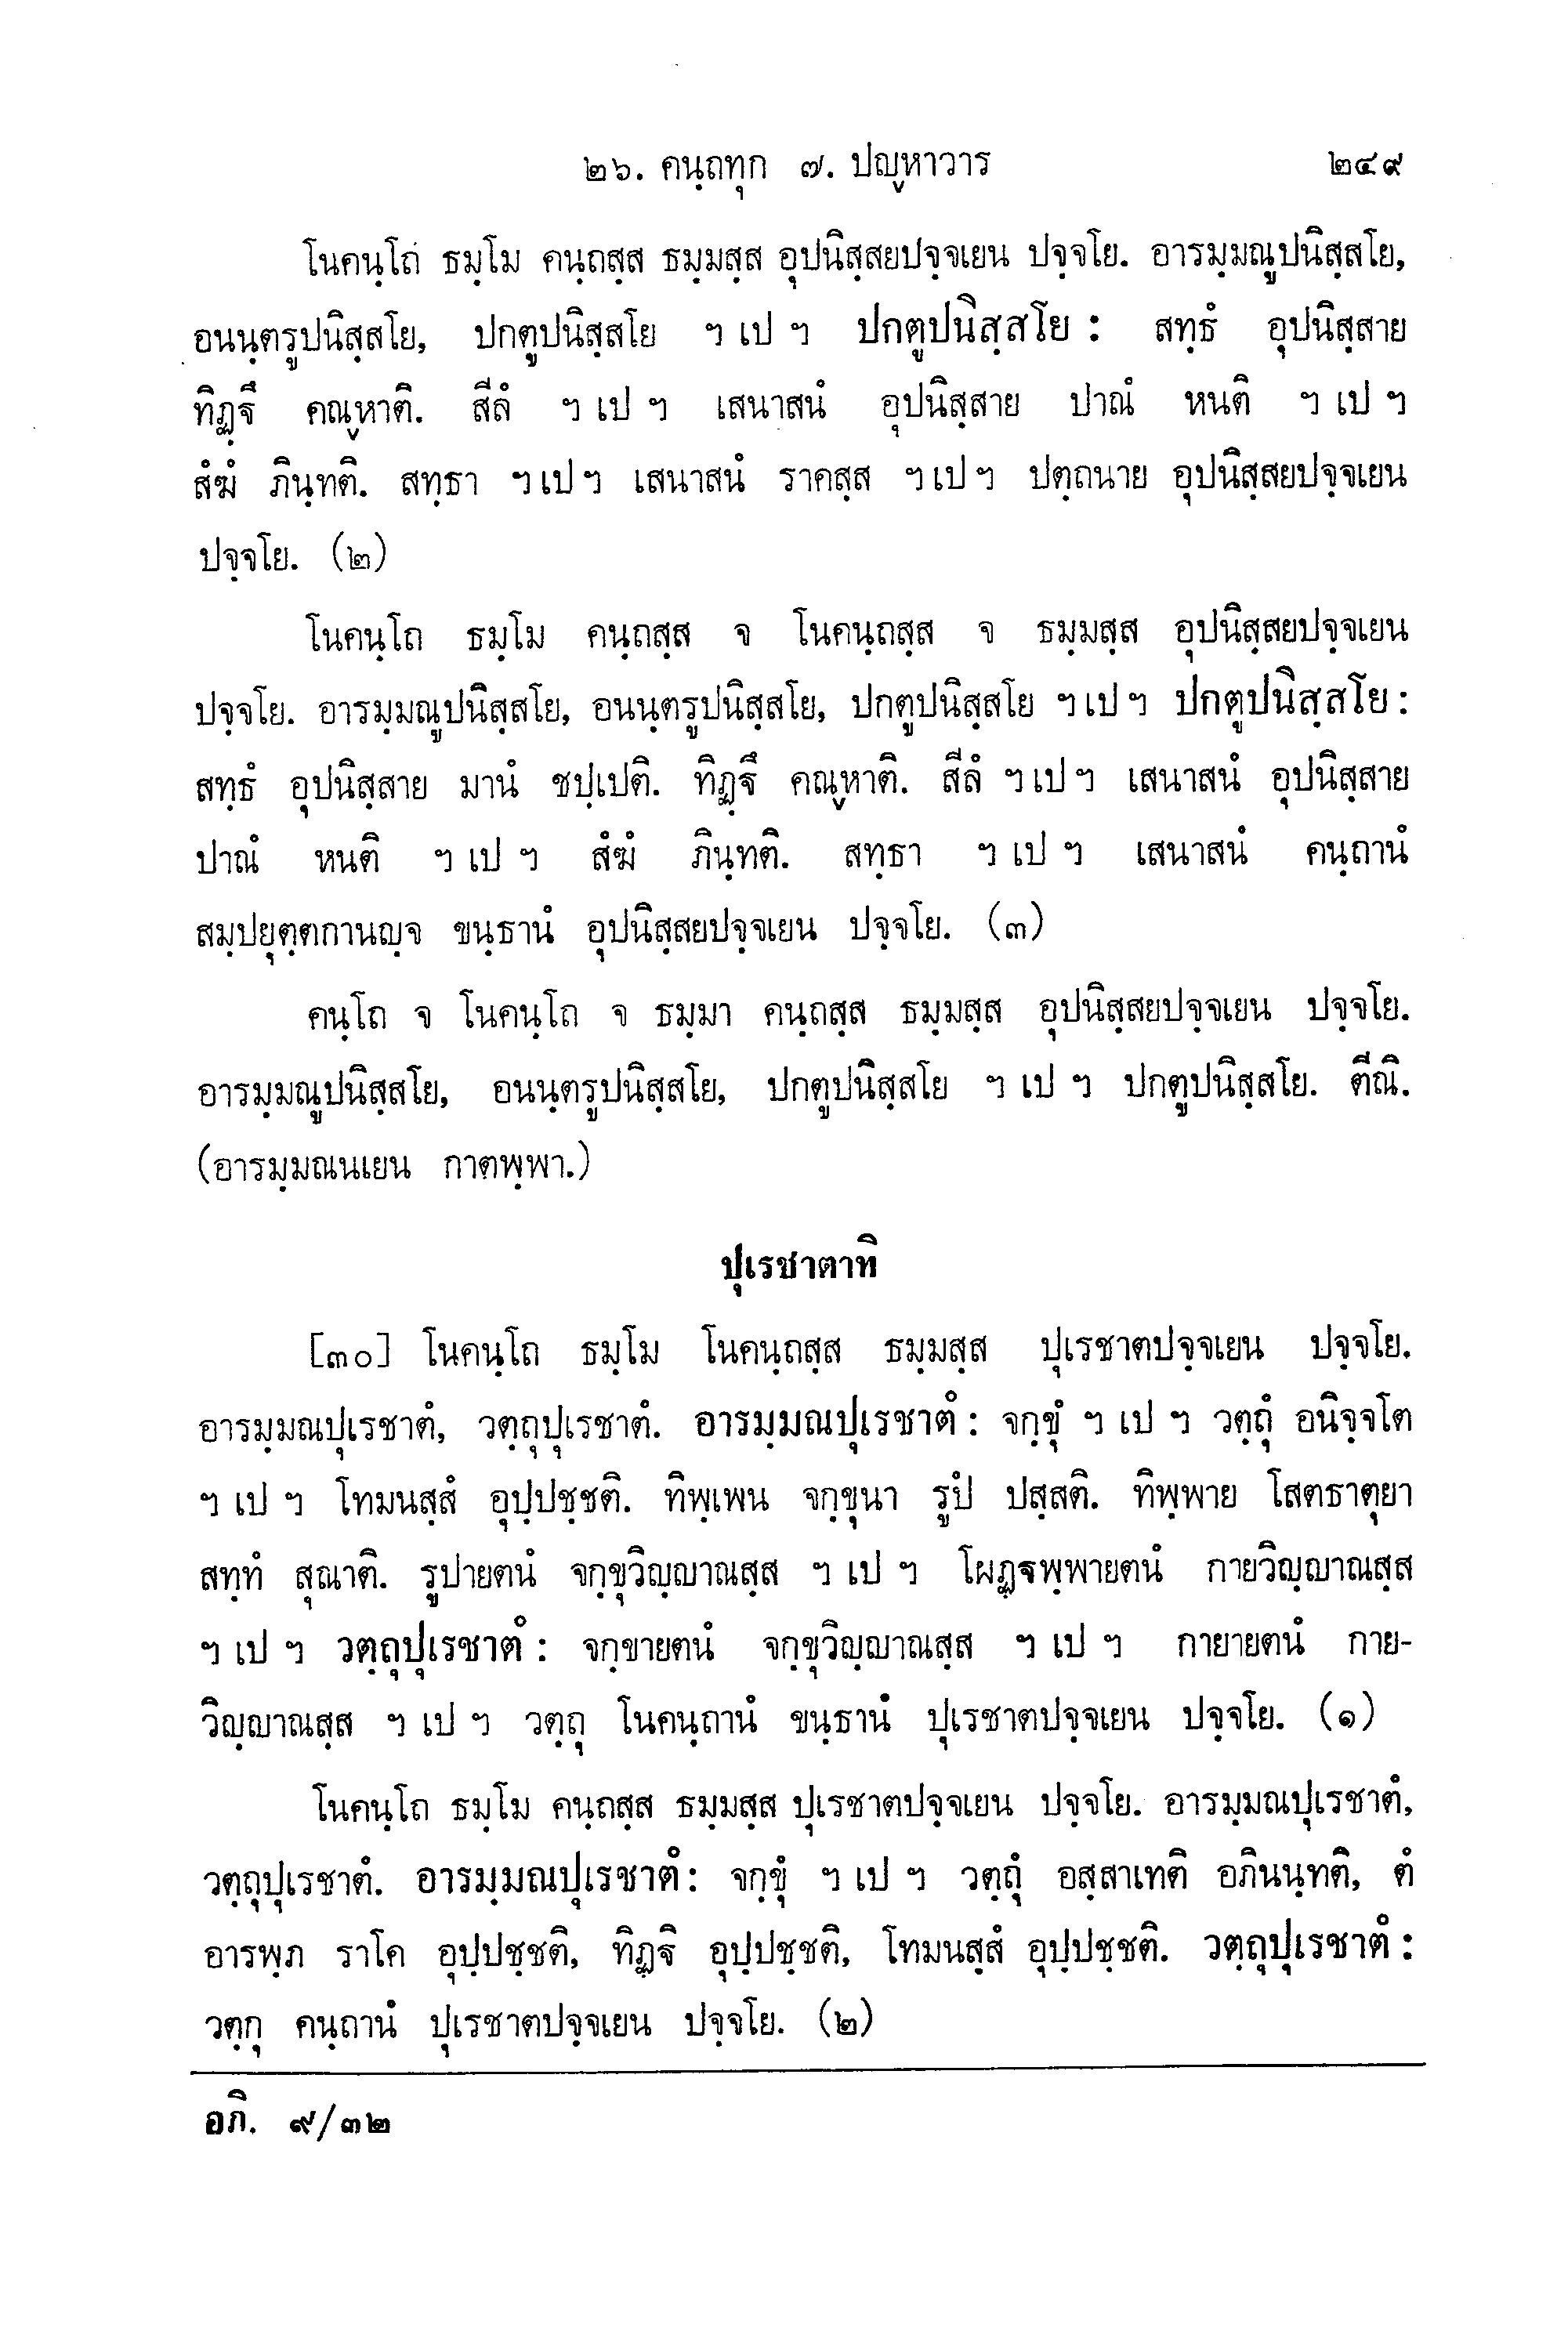 ๒๖. คนฺถทุก ๗. ปญฺหาวาร ๒๔๙
โนคนฺโถ ธมฺโม คนฺถสฺส ธมฺมสฺส อุปนิสฺสยปจฺจเยน ปจฺจโย. อารมฺมณูปนิสฺสโย,
อนนฺตรูปนิสฺสโย, ปกตูปนิสฺสโย ฯ เป ฯ ปกตูปนิสฺสโย : สทฺธํ อุปนิสฺสาย
ทิฏฺฐึ คณฺหาติ. สีลํ ฯ เป ฯ เสนาสนํ อุปนิสฺสาย ปาณํ หนติ ฯ เป ฯ
สํฆํ ภินฺทติ. สทฺธา ฯ เป ฯ เสนาสนํ ราคสฺส ฯ เป ฯ ปตฺถนาย อุปนิสฺสยปจฺจเยน
ปจฺจโย. (๒)
โนคนฺโถ ธมฺโม คนฺถสฺส จ โนคนฺถสฺส จ ธมฺมสฺส อุปนิสฺสยปจฺจเยน
ปจฺจโย. อารมฺมณูปนิสฺสโย, อนนฺตรูปนิสฺสโย, ปกตูปนิสฺสโย ฯ เป ฯ ปกตูปนิสฺสโย :
สทฺธํ อุปนิสฺสาย มานํ ชปฺเปติ. ทิฏฺฐึ คณฺหาติ. สีลํ ฯ เป ฯ เสนาสนํ อุปนิสฺสาย
ปาณํ หนติ ฯ เป ฯ สํฆํ ภินฺทติ. สทฺธา ฯ เป ฯ เสนาสนํ คนฺถานํ
สมฺปยุตฺตกานญฺจ ขนฺธานํ อุปนิสฺสยปจฺจเยน ปจฺจโย. (๓)
คนฺโถ จ โนคนฺโถ จ ธมฺมา คนฺถสฺส ธมฺมสฺส อุปนิสฺสยปจฺจเยน ปจฺจโย.
อารมฺมณูปนิสฺสโย, อนนฺตรูปนิสฺสโย, ปกตูปนิสฺสโย ฯ เป ฯ ปกตูปนิสฺสโย. ตีณิ.
(อารมฺมณนเยน กาตพฺพา.)
ปุเรชาตาทิ
[๓๐] โนคนฺโถ ธมฺโม โนคนฺถสฺส ธมฺมสฺส ปุเรชาตปจฺจเยน ปจฺจโย.
อารมฺมณปุเรชาตํ, วตฺถุปุเรชาตํ. อารมฺมณปุเรชาตํ : จกฺขุํ ฯ เป ฯ วตฺถุํ อนิจฺจโต
ฯ เป ฯ โทมนสฺสํ อุปฺปชฺชติ. ทิพฺเพน จกฺขุนา รูปํ ปสฺสติ. ทิพฺพาย โสตธาตุยา
สทฺทํ สุณาติ. รูปายตนํ จกฺขุวิญฺญาณสฺส ฯ เป ฯ โผฏฺฐพฺพายตนํ กายวิญฺญาณสฺส
ฯ เป ฯ วตฺถุปุเรชาตํ : จกฺขายตนํ จกฺขุวิญฺญาณสฺส ฯ เป ฯ กายายตนํ กาย-
วิญฺญาณสฺส ฯ เป ฯ วตฺถุ โนคนฺถานํ ขนฺธานํ ปุเรชาตปจฺจเยน ปจฺจโย. (๑)
โนคนฺโถ ธมฺโม คนฺถสฺส ธมฺมสฺส ปุเรชาตปจฺจเยน ปจฺจโย. อารมฺมณปุเรชาตํ,
วตฺถุปุเรชาตํ. อารมฺมณปุเรชาตํ : จกฺขุํ ฯ เป ฯ วตฺถุํ อสฺสาเทติ อภินนฺทติ, ตํ
อารพฺภ ราโค อุปฺปชฺชติ, ทิฏฺฐิ อุปฺปชฺชติ, โทมนสฺสํ อุปฺปชฺชติ. วตฺถุปุเรชาตํ :
วตฺถุ คนฺถานํ ปุเรชาตปจฺจเยน ปจฺจโย. (๒)
อภิ. ๙/๓๒